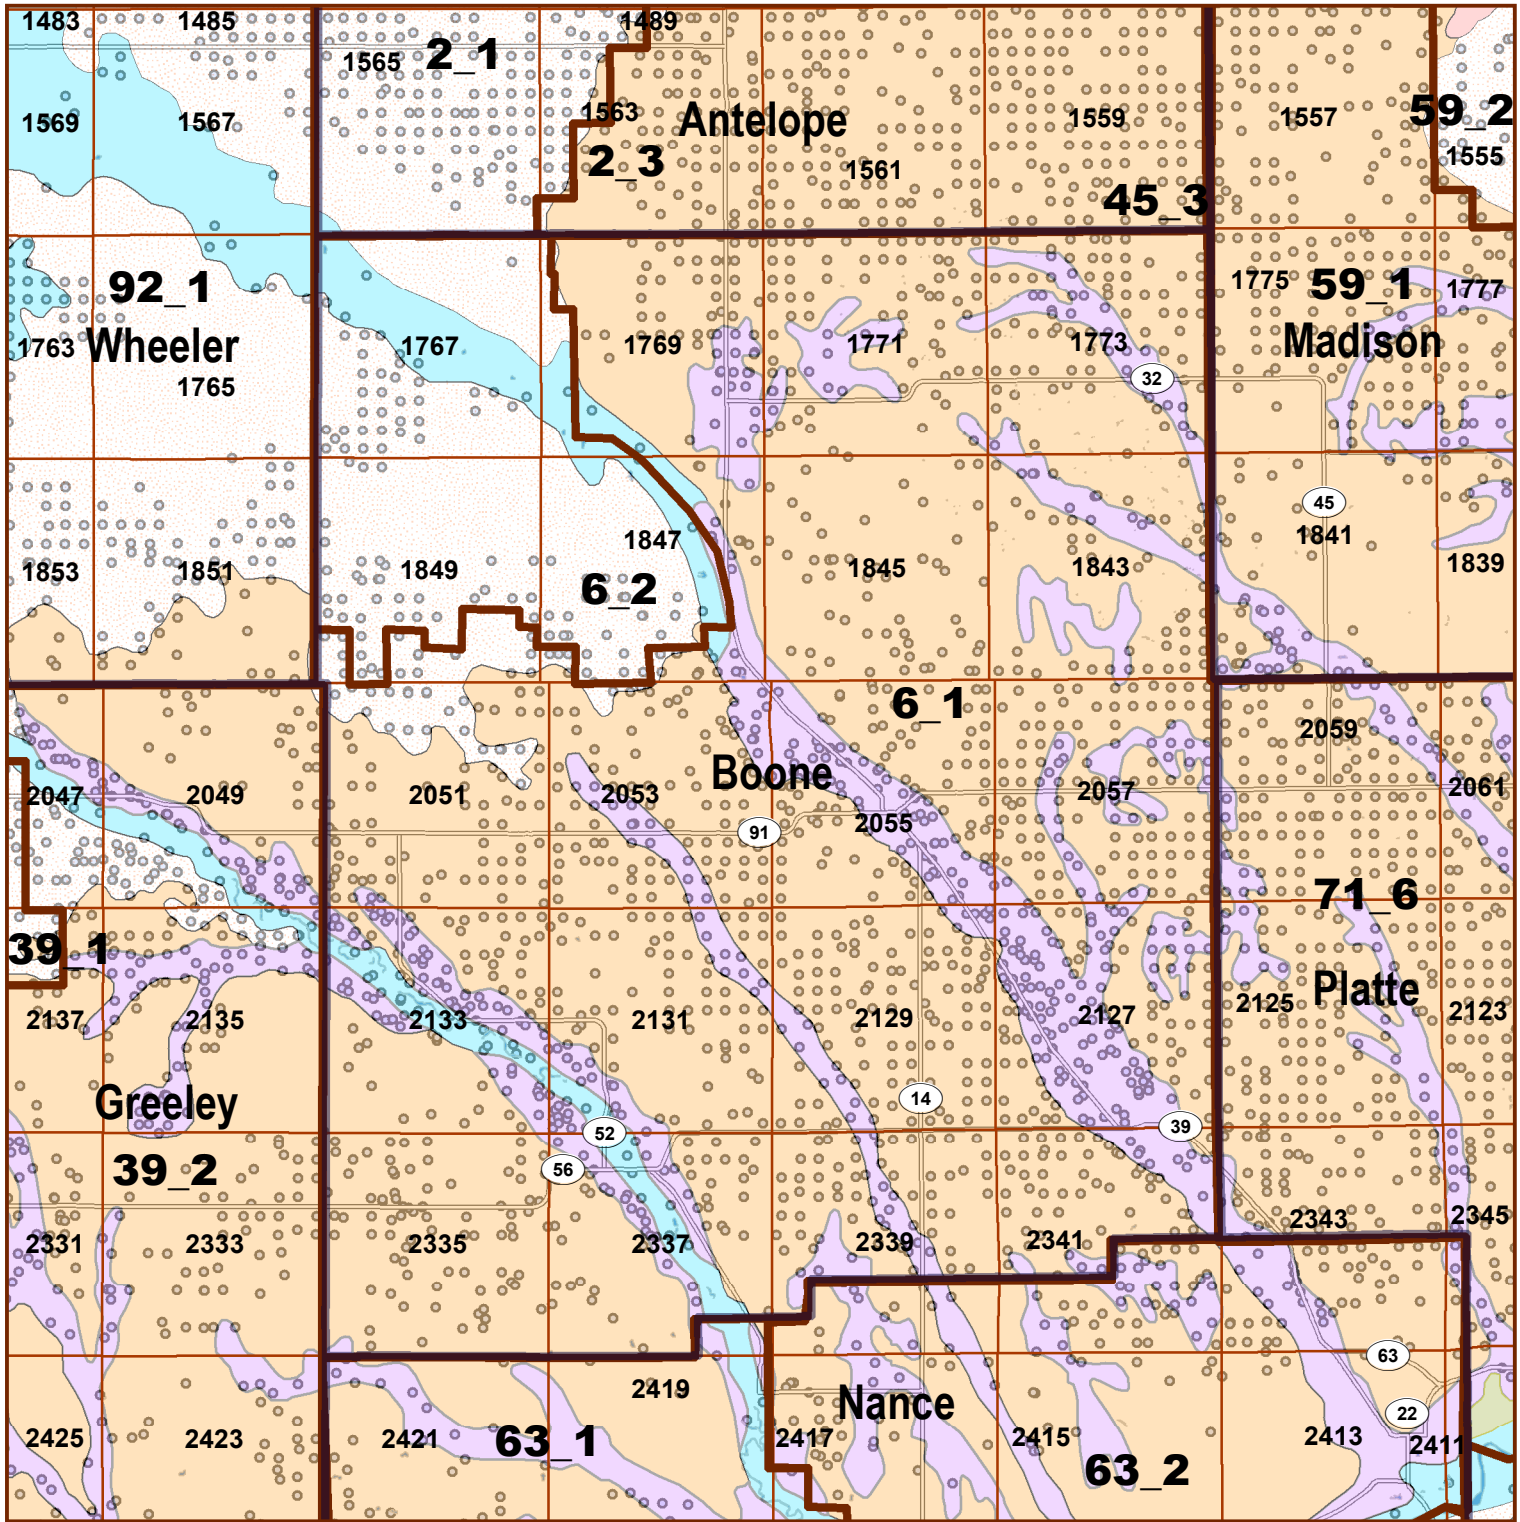 1483 1485 1489
1565 2_1
1569 1567 1563 Antelope 1559 1557 59_2
2_3 1561 1555
45_3
92_1 1775 59_1 1777
1763 Wheeler 1767 1769 1771 1773 Madison
1765 32
45
1847 1841
1853 1851 1849 6_2 1845 1843 1839
6_1
2059
Boone
2047 2049 2051 2053 2057 2061
91 2055
71_6
39_1 Platte
2137 2135 2133 2131 2129 2127 2125 2123
Greeley 14
52 39
39_2 56
2331 2333 2335 2337 2339 2341 2343 2345
63
2419 Nance
22
2425 2423 2421 63_1 2417 2415 2413 2411
63_2